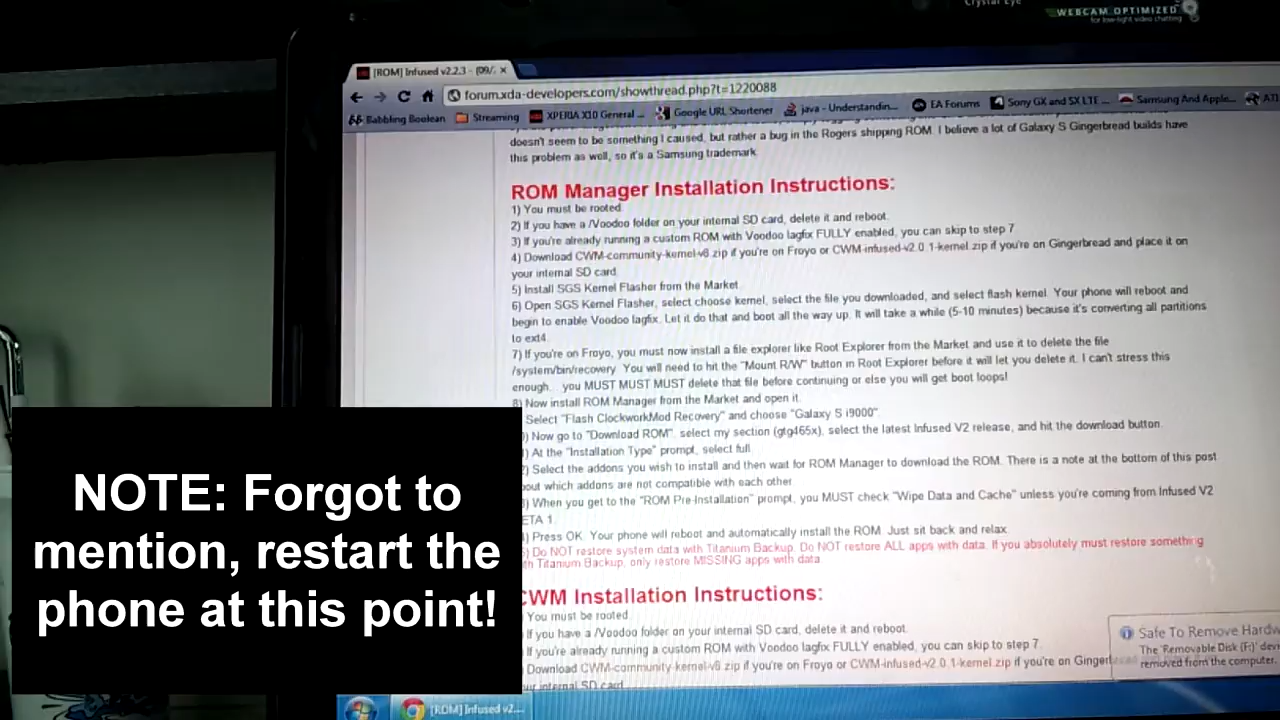 Crystal Eye
WEBCAM OPTIMIZED
for low-light video chatting
[ROM] Infused v2.2.3 - (09/.
forum.xda-developers.com/showthread.php?t=1220088
Babbling Boolean Streaming XPERIA X10 General ... Google URL Shortener java - Understandin... EA Forums Sony GX and SX LTE ... Samsung And Apple...
doesn't seem to be something I caused, but rather a bug in the Rogers shipping ROM. I believe a lot of Galaxy S Gingerbread builds have
this problem as well, so it's a Samsung trademark.
ROM Manager Installation Instructions:
1) You must be rooted.
2) If you have a /Voodoo folder on your internal SD card, delete it and reboot.
3) If you're already running a custom ROM with Voodoo lagfix FULLY enabled, you can skip to step 7.
4) Download CWM-community-kernel-v6.zip if you're on Froyo or CWM-infused-v2.0.1-kernel.zip if you're on Gingerbread and place it on
your internal SD card.
5) Install SGS Kernel Flasher from the Market.
6) Open SGS Kernel Flasher, select choose kernel, select the file you downloaded, and select flash kernel. Your phone will reboot and
begin to enable Voodoo lagfix. Let it do that and boot all the way up. It will take a while (5-10 minutes) because it's converting all partitions
to ext4.
7) If you're on Froyo, you must now install a file explorer like Root Explorer from the Market and use it to delete the file
/system/bin/recovery. You will need to hit the "Mount R/W" button in Root Explorer before it will let you delete it. I can't stress this
enough... you MUST MUST MUST delete that file before continuing or else you will get boot loops!
8) Now install ROM Manager from the Market and open it.
Select "Flash ClockworkMod Recovery" and choose "Galaxy S i9000".
) Now go to "Download ROM", select my section (gtg465x), select the latest Infused V2 release, and hit the download button.
) At the "Installation Type" prompt, select full.
) Select the addons you wish to install and then wait for ROM Manager to download the ROM. There is a note at the bottom of this post
out which addons are not compatible with each other.
) When you get to the "ROM Pre-Installation" prompt, you MUST check "Wipe Data and Cache" unless you're coming from Infused V2
ETA 1.
) Press OK. Your phone will reboot and automatically install the ROM. Just sit back and relax.
) Do NOT restore system data with Titanium Backup. Do NOT restore ALL apps with data. If you absolutely must restore something
th Titanium Backup, only restore MISSING apps with data.
CWM Installation Instructions:
You must be rooted.
If you have a /Voodoo folder on your internal SD card, delete it and reboot.
If you're already running a custom ROM with Voodoo lagfix FULLY enabled, you can skip to step 7.
Download CWM-community-kernel-v6.zip if you're on Froyo or CWM-infused-v2.0.1-kernel.zip if you're on
ur internal SD card.
NOTE: Forgot to
mention, restart the
phone at this point!
Safe To Remove Hardw
The 'Removable Disk (F:)' devi
removed from the computer.
[ROM] Infused v2....